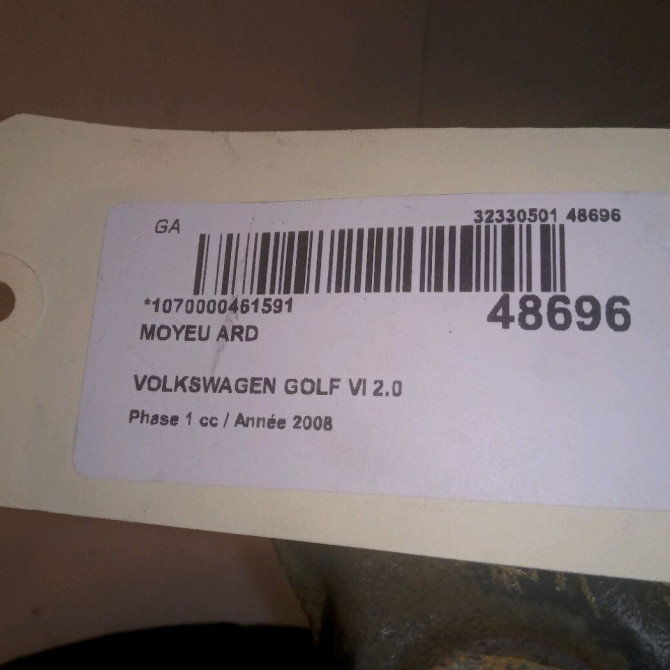 GA
32330501 48696
*1070000461591
48696
MOYEU ARD
VOLKSWAGEN GOLF VI 2.0
Phase 1 cc / Année 2008